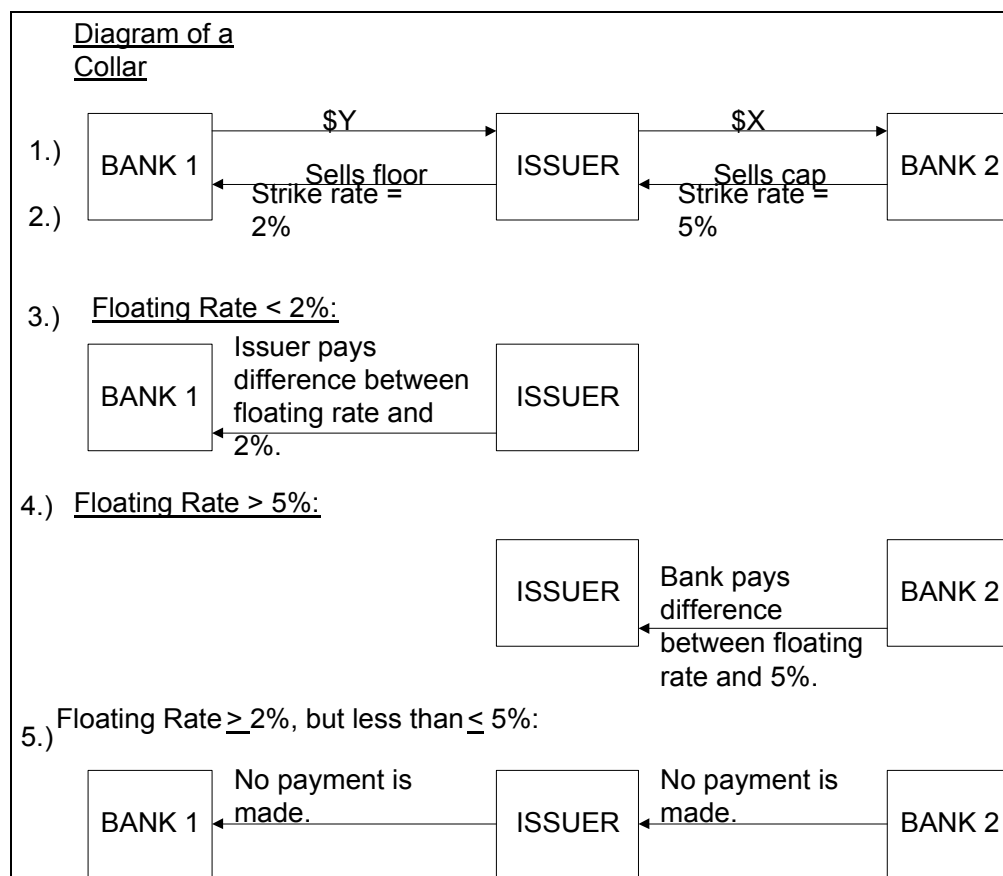 Diagram of a
Collar
$Y
$X
1.)
BANK 1
ISSUER
BANK 2
Sells floor
Sells cap
Strike rate =
2%
Strike rate =
5%
2.)
3.)
Floating Rate < 2%:
BANK 1
Issuer pays
difference between
floating rate and
2%.
ISSUER
4.)
Floating Rate > 5%:
ISSUER
Bank pays
difference
between floating
rate and 5%.
BANK 2
5.)
Floating Rate > 2%, but less than < 5%:
BANK 1
No payment is
made.
ISSUER
No payment is
made.
BANK 2